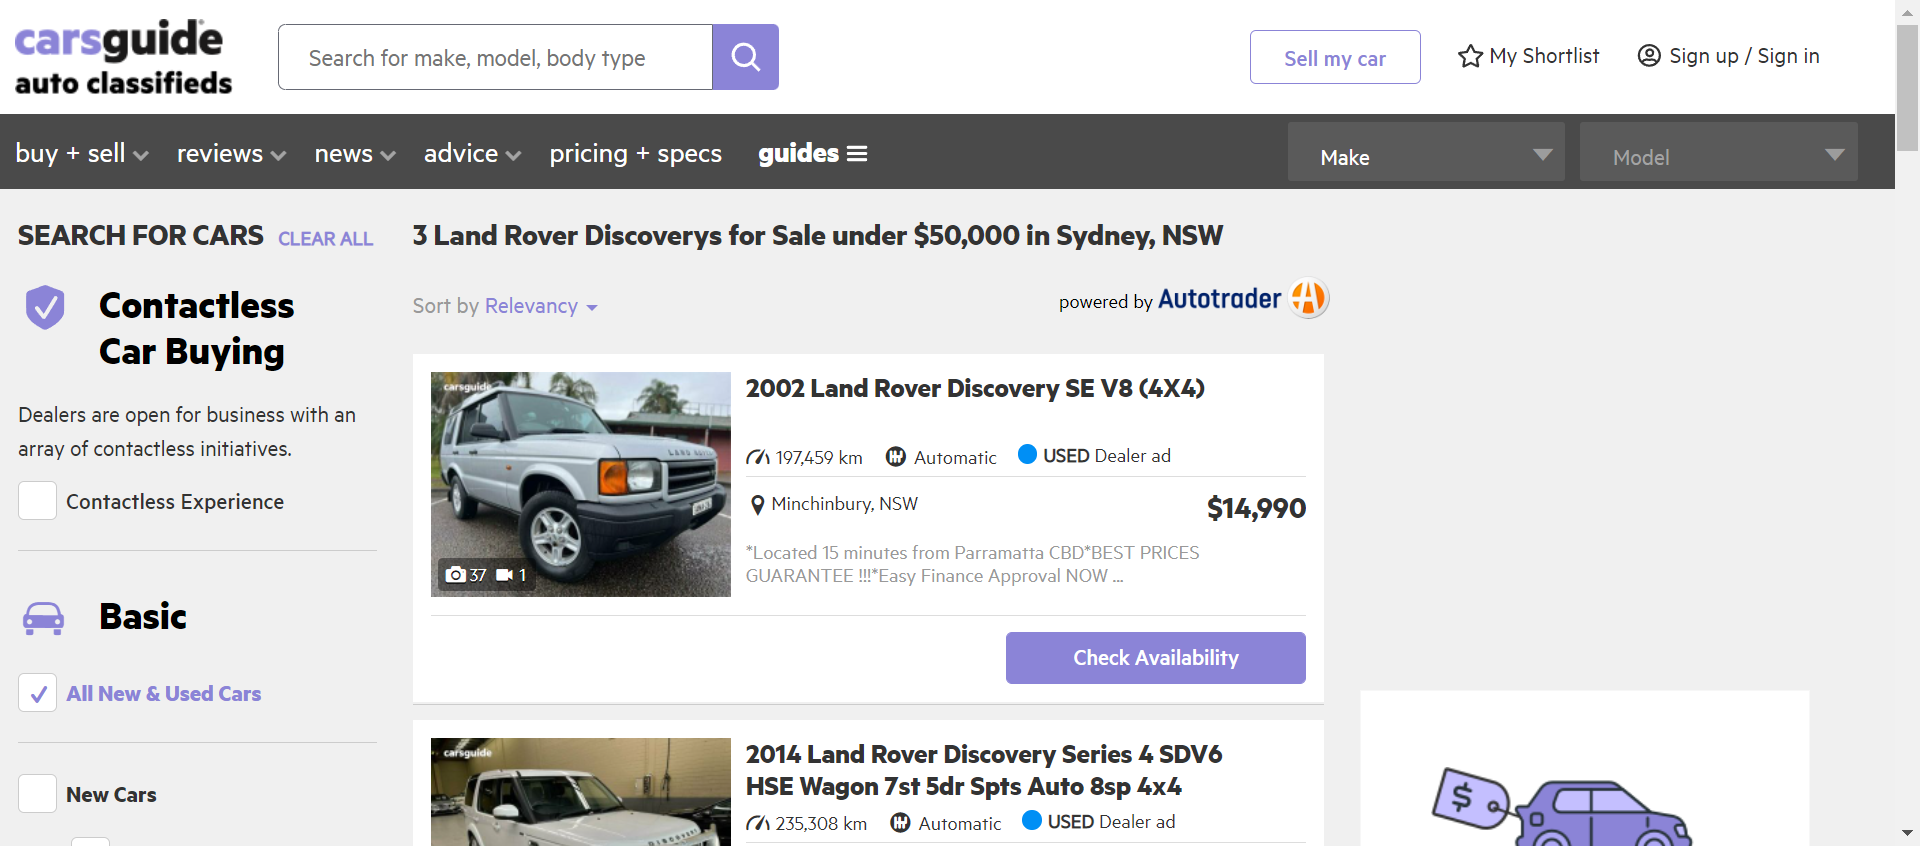 carsguide
auto classifieds
Search for make, model, body type
Sell my car
My Shortlist
Sign up / Sign in
buy + sell
reviews
news
advice
pricing + specs
guides
Make
Model
SEARCH FOR CARS CLEAR ALL
Contactless
Car Buying
Dealers are open for business with an
array of contactless initiatives.
Contactless Experience
Basic
All New & Used Cars
New Cars
3 Land Rover Discoverys for Sale under $50,000 in Sydney, NSW
Sort by Relevancy
powered by Autotrader
carsguide
LAND ROVER
37 1
2002 Land Rover Discovery SE V8 (4X4)
197,459 km Automatic USED Dealer ad
Minchinbury, NSW
$14,990
*Located 15 minutes from Parramatta CBD*BEST PRICES
GUARANTEE !!!*Easy Finance Approval NOW ...
Check Availability
carsguide
DISCOVERY
2014 Land Rover Discovery Series 4 SDV6
HSE Wagon 7st 5dr Spts Auto 8sp 4x4
235,308 km Automatic USED Dealer ad
$